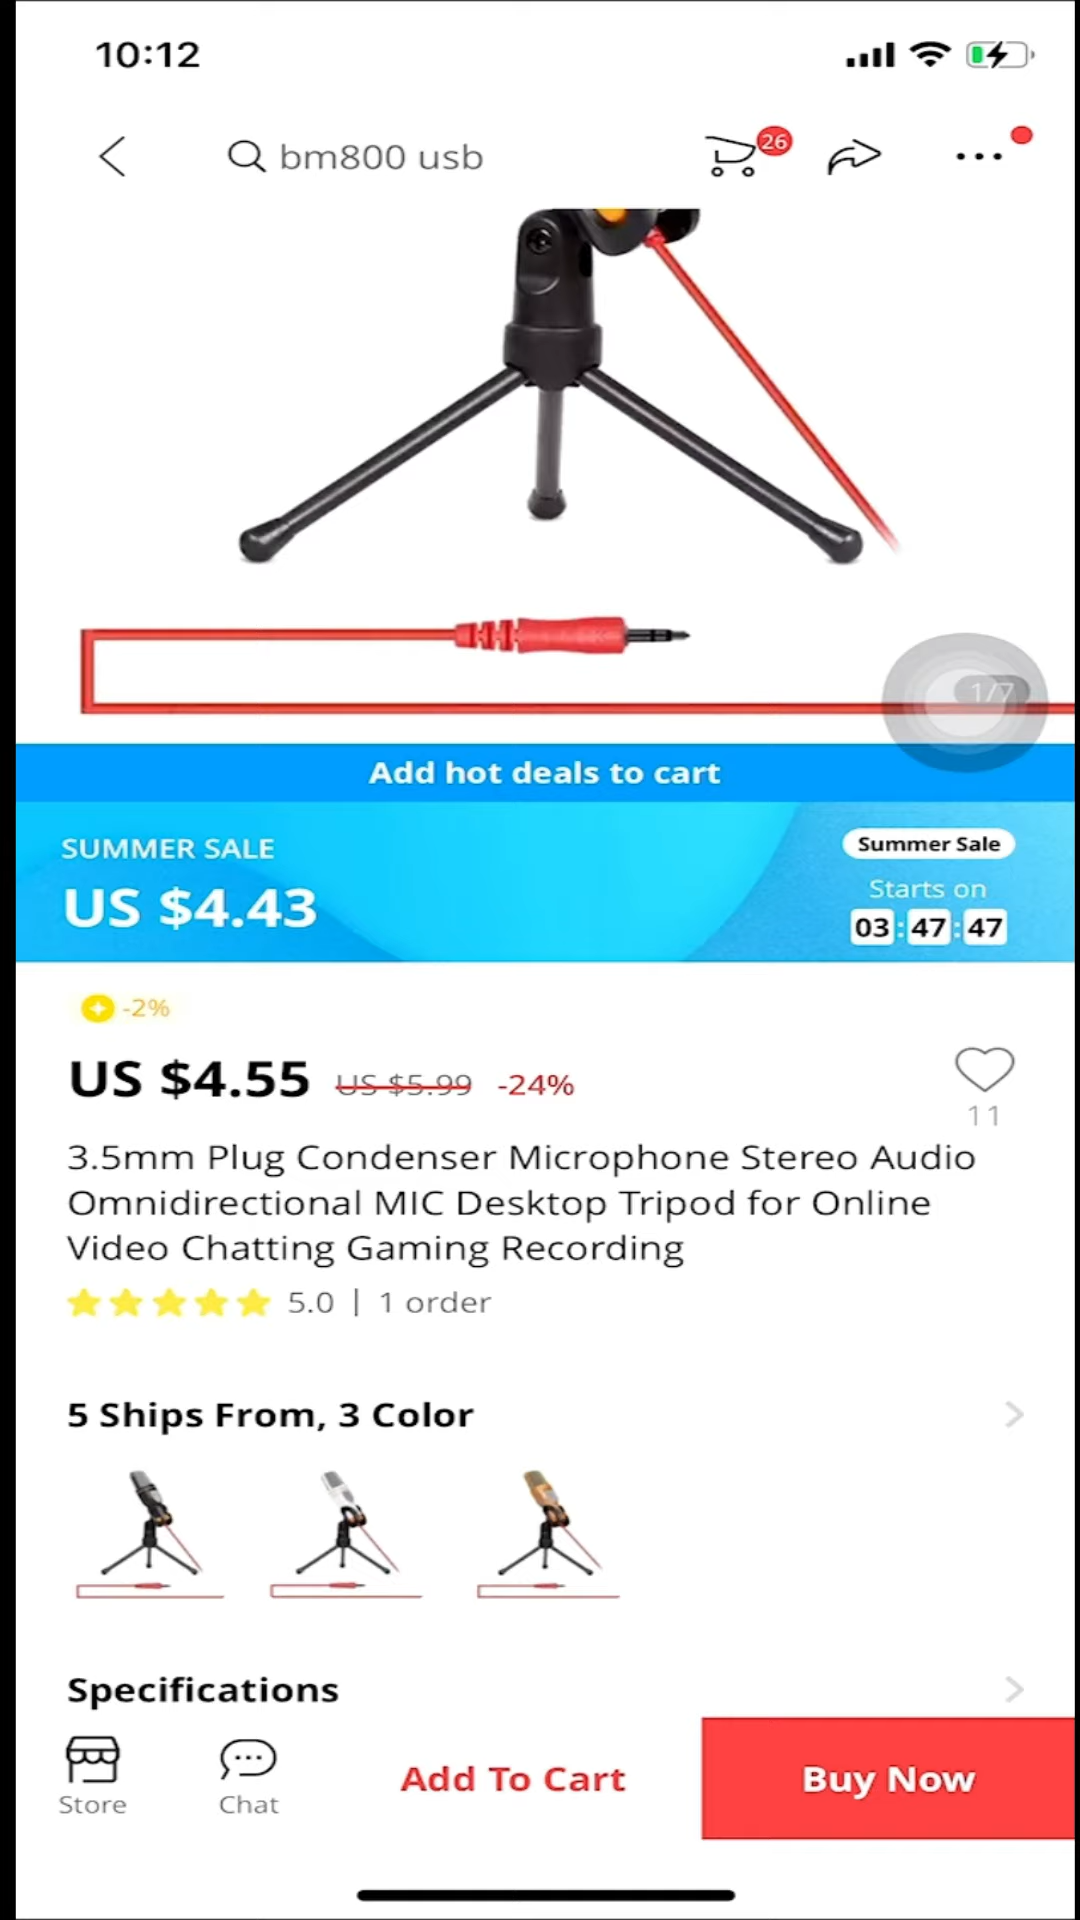 10:12
bm800 usb
26
1/7
Add hot deals to cart
SUMMER SALE
Summer Sale
US $4.43
Starts on
03:47:47
-2%
US $4.55 US $5.99 -24%
11
3.5mm Plug Condenser Microphone Stereo Audio
Omnidirectional MIC Desktop Tripod for Online
Video Chatting Gaming Recording
5.0 | 1 order
5 Ships From, 3 Color
Specifications
Store
Chat
Add To Cart
Buy Now